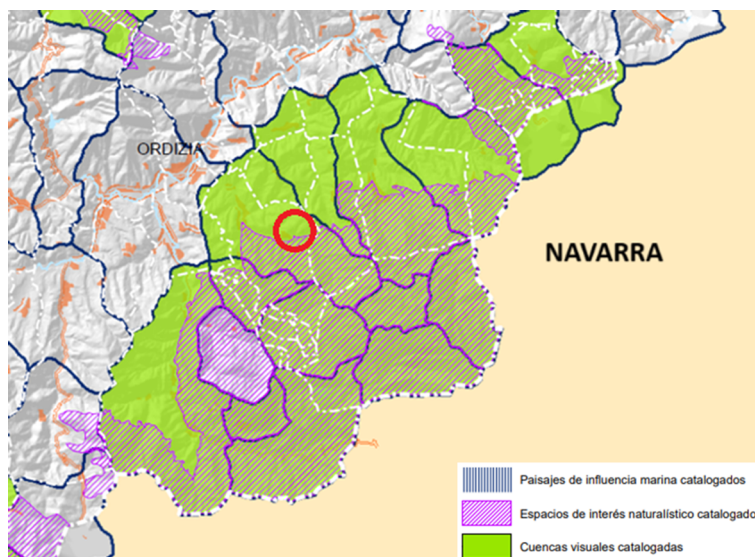 ORDIZIA
NAVARRA
Paisajes de influencia marina catalogados
Espacios de interés naturalístico catalogado
Cuencas visuales catalogadas